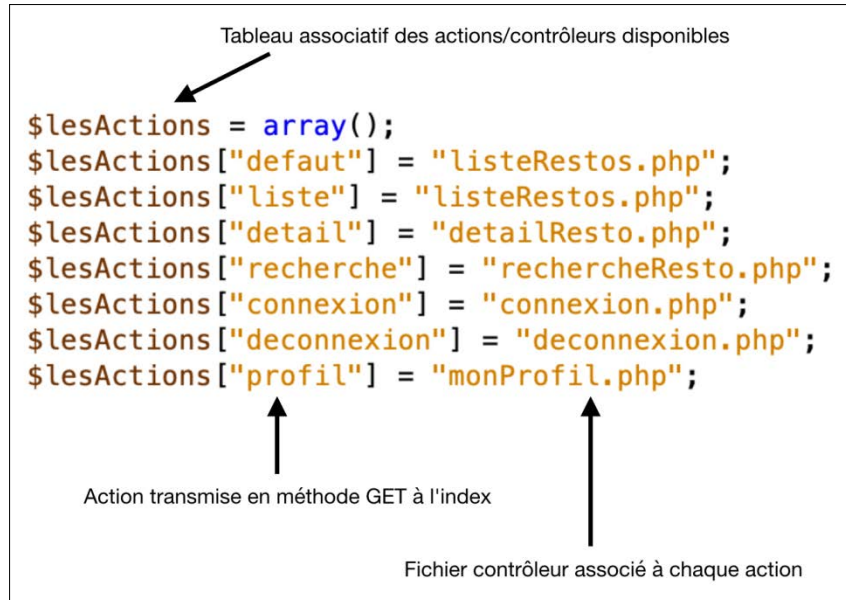 Tableau associatif des actions/contrôleurs disponibles
$lesActions = array();
$lesActions["defaut"] = "listeRestos.php";
$lesActions["liste"] = "listeRestos.php";
$lesActions["detail"] = "detailResto.php";
$lesActions["recherche"] = "rechercheResto.php";
$lesActions["connexion"] = "connexion.php";
$lesActions["deconnexion"] = "deconnexion.php";
$lesActions["profil"] = "monProfil.php";
Action transmise en méthode GET à l'index
Fichier contrôleur associé à chaque action